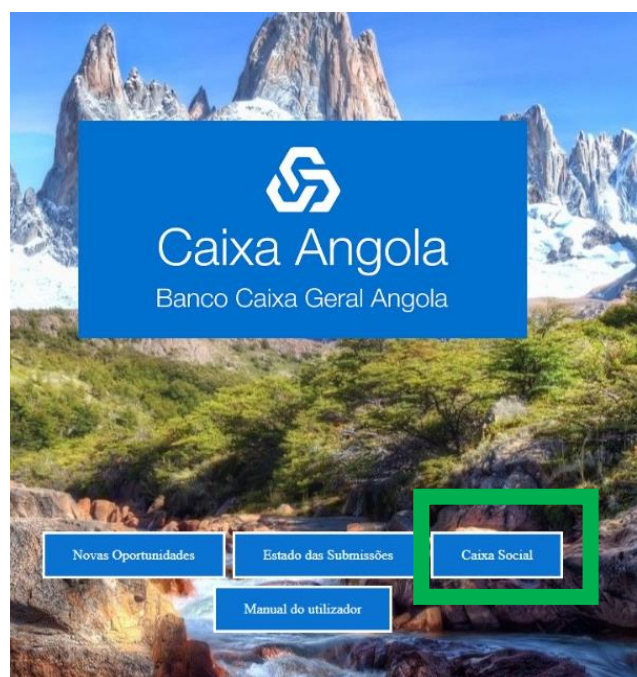 Caixa Angola
Banco Caixa Geral Angola
Novas Oportunidades
Estado das Submissões
Caixa Social
Manual do utilizador